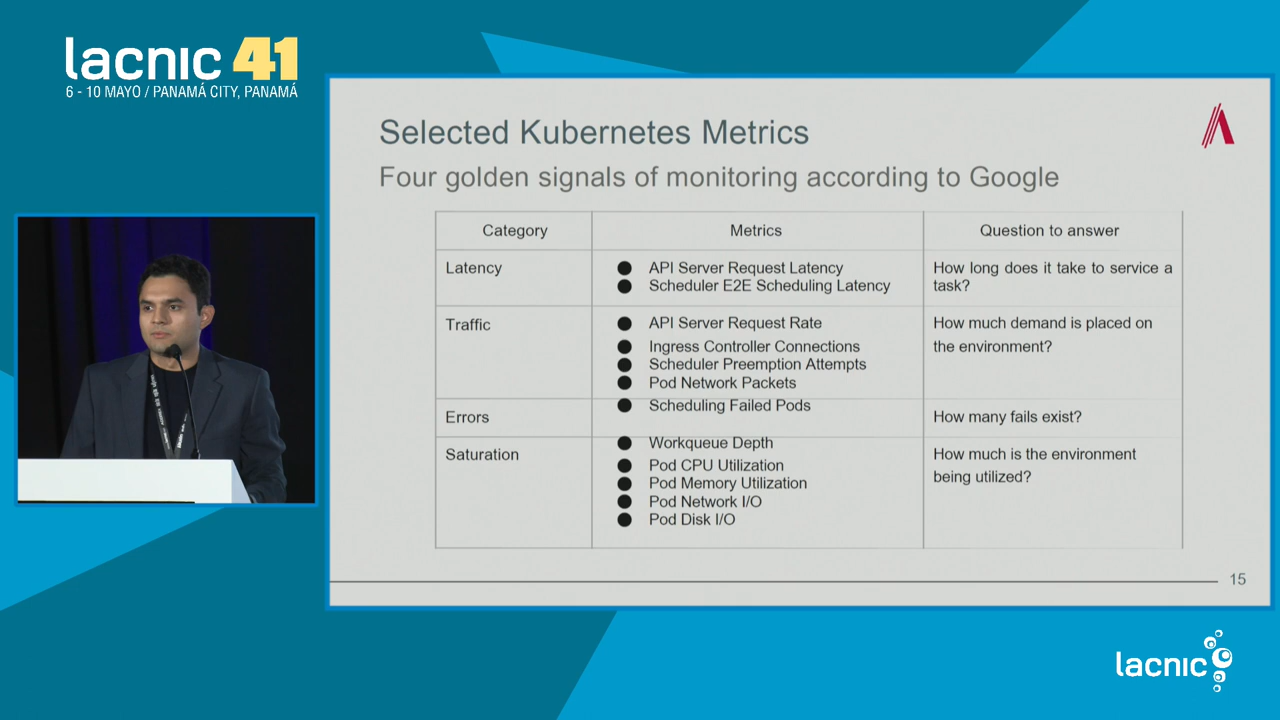 lacnic 41
6 - 10 MAYO / PANAMÁ CITY, PANAMÁ
Selected Kubernetes Metrics
Four golden signals of monitoring according to Google
Category
Metrics
Question to answer
Latency
API Server Request Latency
Scheduler E2E Scheduling Latency
How long does it take to service a
task?
Traffic
API Server Request Rate
Ingress Controller Connections
Scheduler Preemption Attempts
Pod Network Packets
How much demand is placed on
the environment?
Errors
Scheduling Failed Pods
How many fails exist?
Saturation
Workqueue Depth
Pod CPU Utilization
Pod Memory Utilization
Pod Network I/O
Pod Disk I/O
How much is the environment
being utilized?
15
lacnic